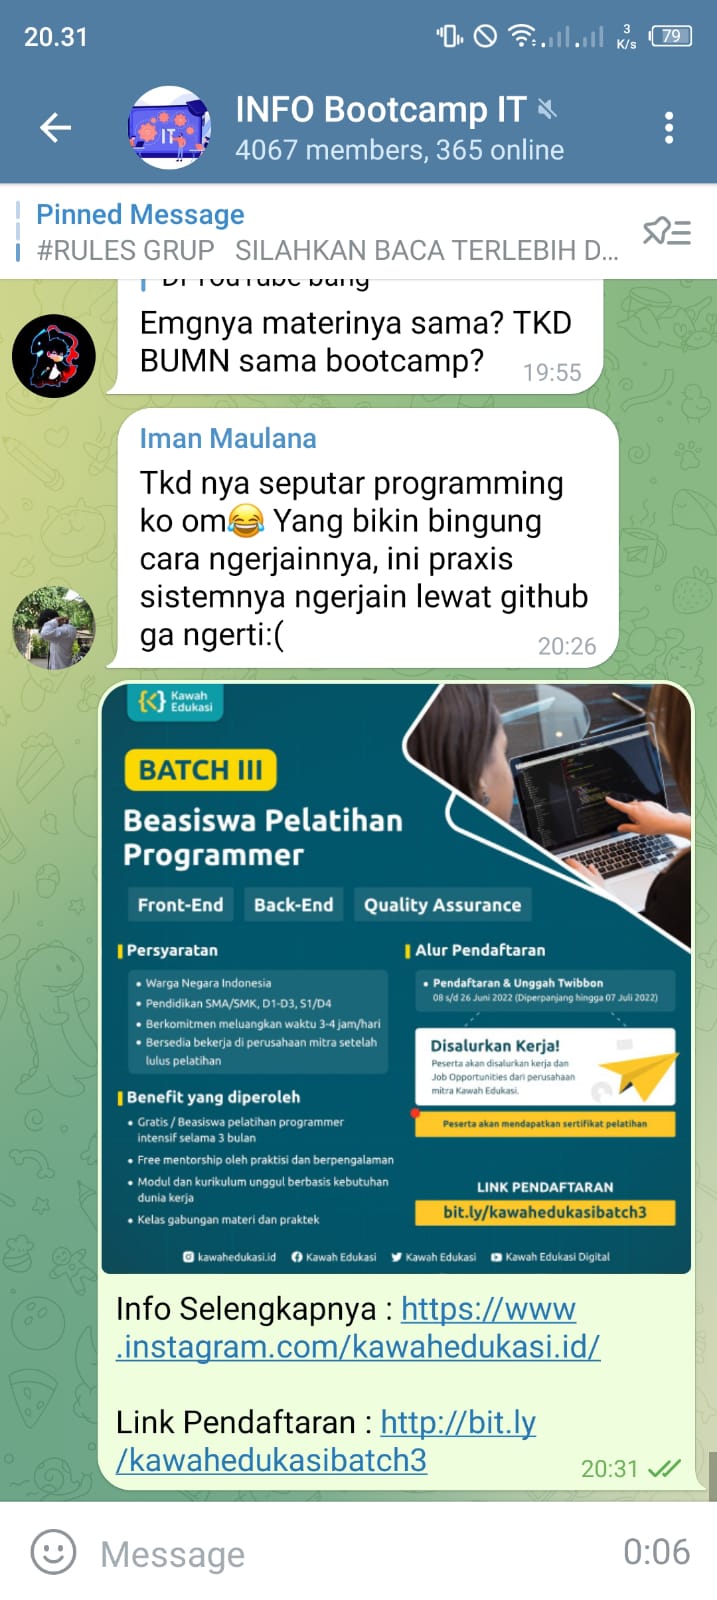 20.31
3
K/s
79
IT
INFO Bootcamp IT
4067 members, 365 online
Pinned Message
#RULES GRUP SILAHKAN BACA TERLEBIH D...
Di YouTube bang
Emgnya materinya sama? TKD
BUMN sama bootcamp?
19:55
Iman Maulana
Tkd nya seputar programming
ko om😂 Yang bikin bingung
cara ngerjainnya, ini praxis
sistemnya ngerjain lewat github
ga ngerti:(
20:26
Kawah
Edukasi
BATCH III
Beasiswa Pelatihan
Programmer
Front-End Back-End Quality Assurance
Persyaratan
• Warga Negara Indonesia
• Pendidikan SMA/SMK, D1-D3, S1/D4
• Berkomitmen meluangkan waktu 3-4 jam/hari
• Bersedia bekerja di perusahaan mitra setelah
lulus pelatihan
Benefit yang diperoleh
• Gratis / Beasiswa pelatihan programmer
intensif selama 3 bulan
• Free mentorship oleh praktisi dan berpengalaman
• Modul dan kurikulum unggul berbasis kebutuhan
dunia kerja
• Kelas gabungan materi dan praktek
Alur Pendaftaran
• Pendaftaran & Unggah Twibbon
08 s/d 26 Juni 2022 (Diperpanjang hingga 07 Juli 2022)
Disalurkan Kerja!
Peserta akan disalurkan kerja dan
Job Opportunities dari perusahaan
mitra Kawah Edukasi.
Peserta akan mendapatkan sertifikat pelatihan
LINK PENDAFTARAN
bit.ly/kawahedukasibatch3
kawahedukasi.id Kawah Edukasi Kawah Edukasi Kawah Edukasi Digital
Info Selengkapnya : https://www
.instagram.com/kawahedukasi.id/
Link Pendaftaran : http://bit.ly
/kawahedukasibatch3
20:31
Message
0:06